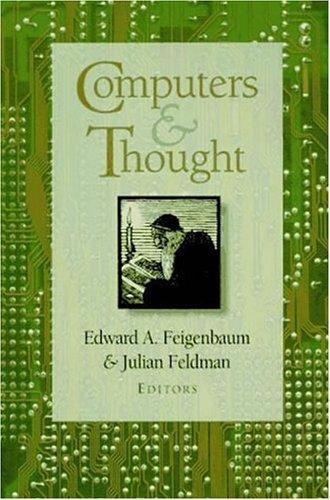 Computers
&
Thought
Edward A. Feigenbaum
& Julian Feldman
EDITORS